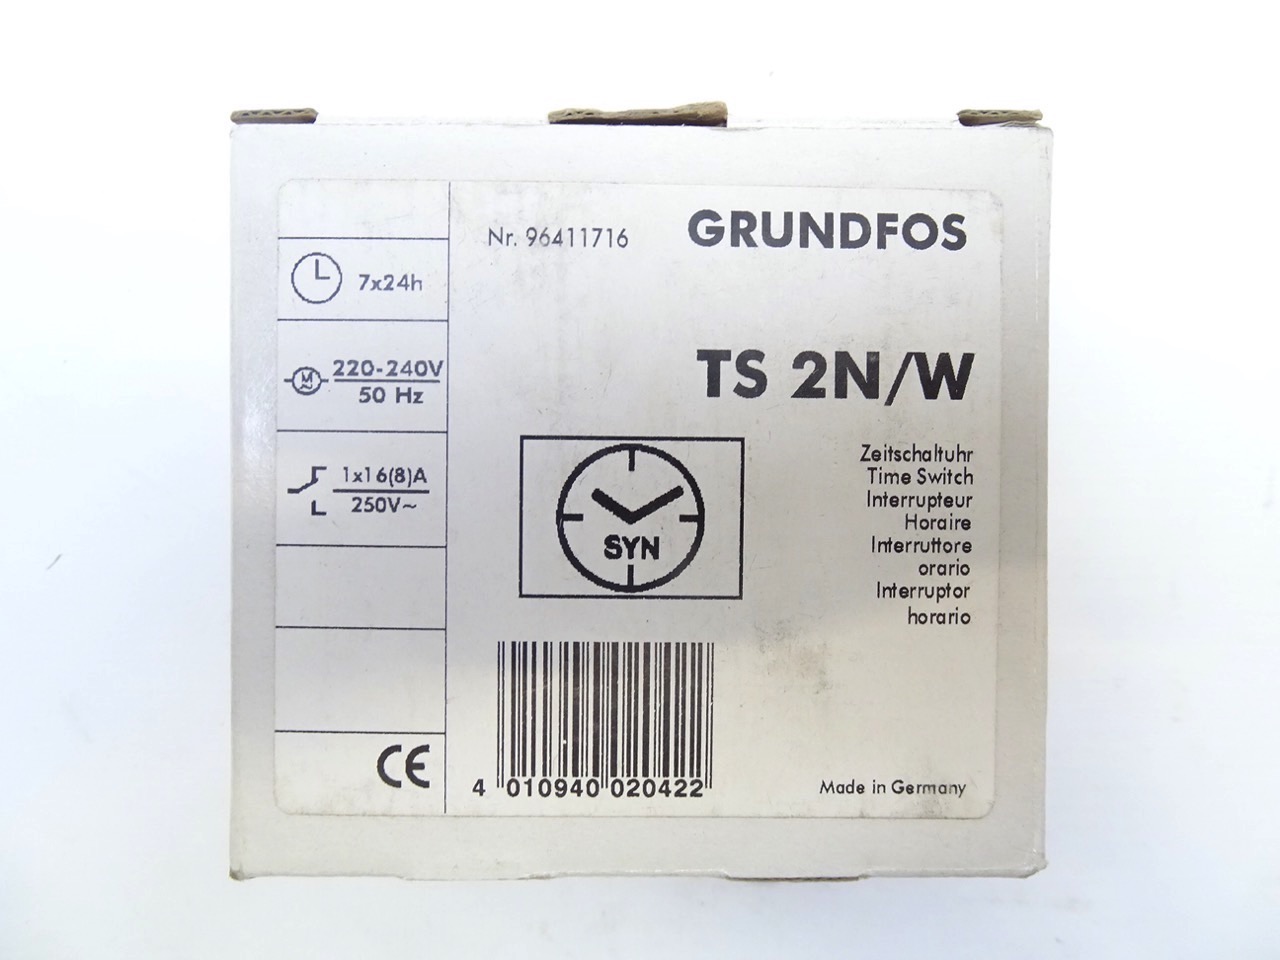 Nr. 96411716
GRUNDFOS
7x24h
220-240V
M
50 Hz
TS 2N/W
1x16(8)A
250V~
SYN
Zeitschaltuhr
Time Switch
Interrupteur
Horaire
Interruttore
orario
Interruptor
horario
CE
4 010940 020422
Made in Germany